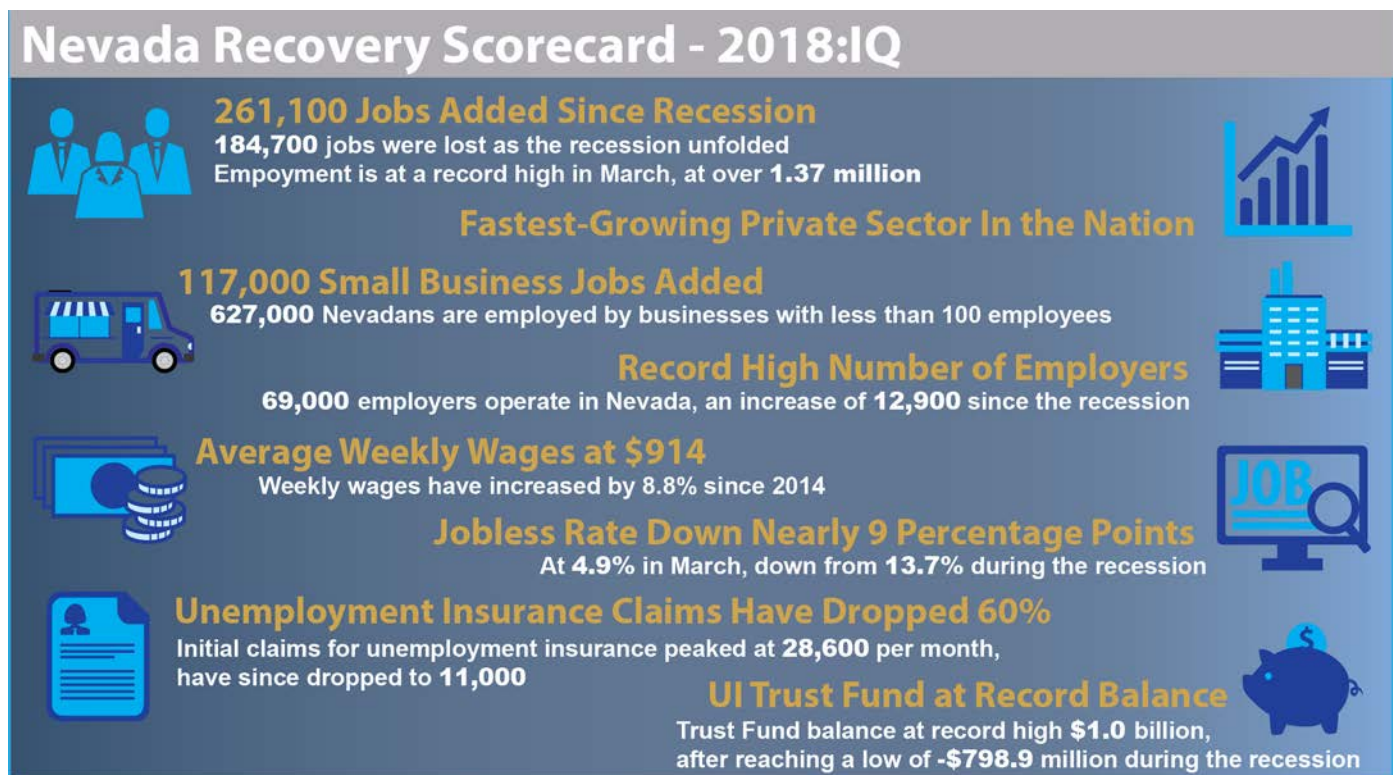 Nevada Recovery Scorecard - 2018:IQ
261,100 Jobs Added Since Recession
184,700 jobs were lost as the recession unfolded
Empoyment is at a record high in March, at over 1.37 million
Fastest-Growing Private Sector In the Nation
117,000 Small Business Jobs Added
627,000 Nevadans are employed by businesses with less than 100 employees
Record High Number of Employers
69,000 employers operate in Nevada, an increase of 12,900 since the recession
Average Weekly Wages at $914
Weekly wages have increased by 8.8% since 2014
JOB
Jobless Rate Down Nearly 9 Percentage Points
At 4.9% in March, down from 13.7% during the recession
Unemployment Insurance Claims Have Dropped 60%
Initial claims for unemployment insurance peaked at 28,600 per month,
have since dropped to 11,000
$
UI Trust Fund at Record Balance
Trust Fund balance at record high $1.0 billion,
after reaching a low of -$798.9 million during the recession